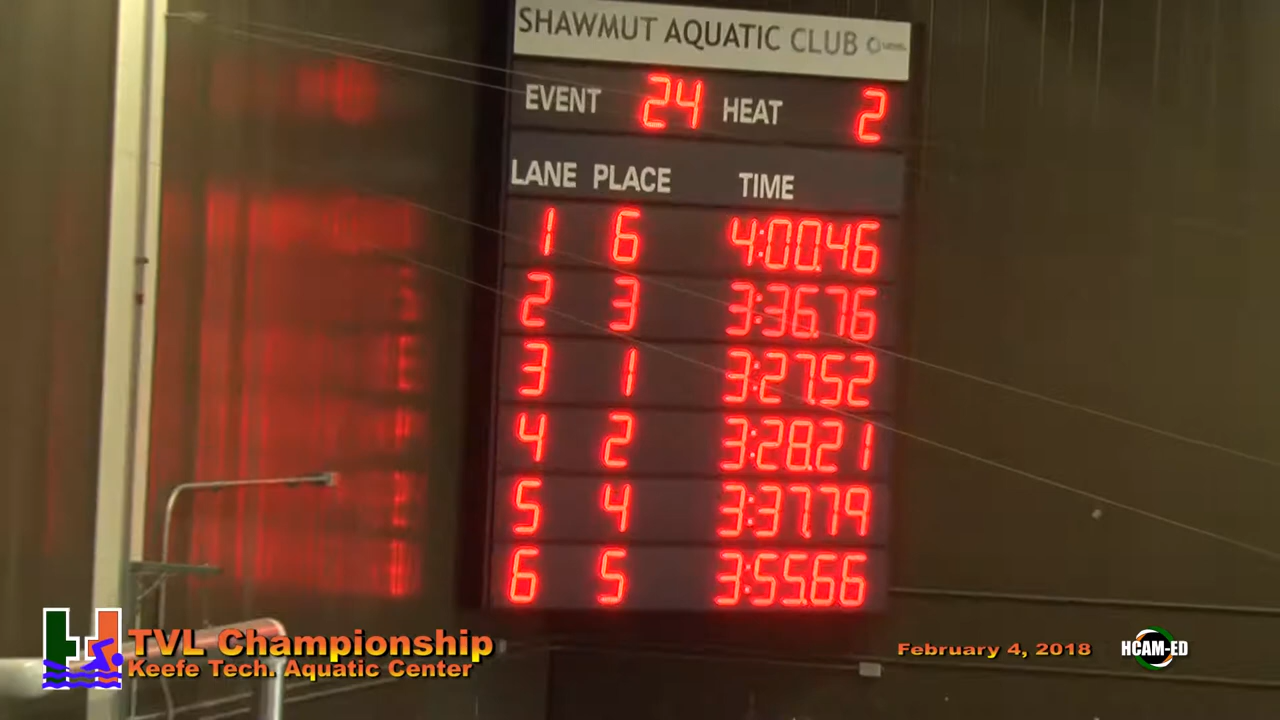 SHAWMUT AQUATIC CLUB
EVENT 24 HEAT 2
LANE PLACE TIME
1 6 4:00.46
2 3 3:36.76
3 1 3:27.52
4 2 3:28.21
5 4 3:37.79
6 5 3:55.66
TVL Championship
Keefe Tech. Aquatic Center
February 4, 2018
HCAM-ED
H